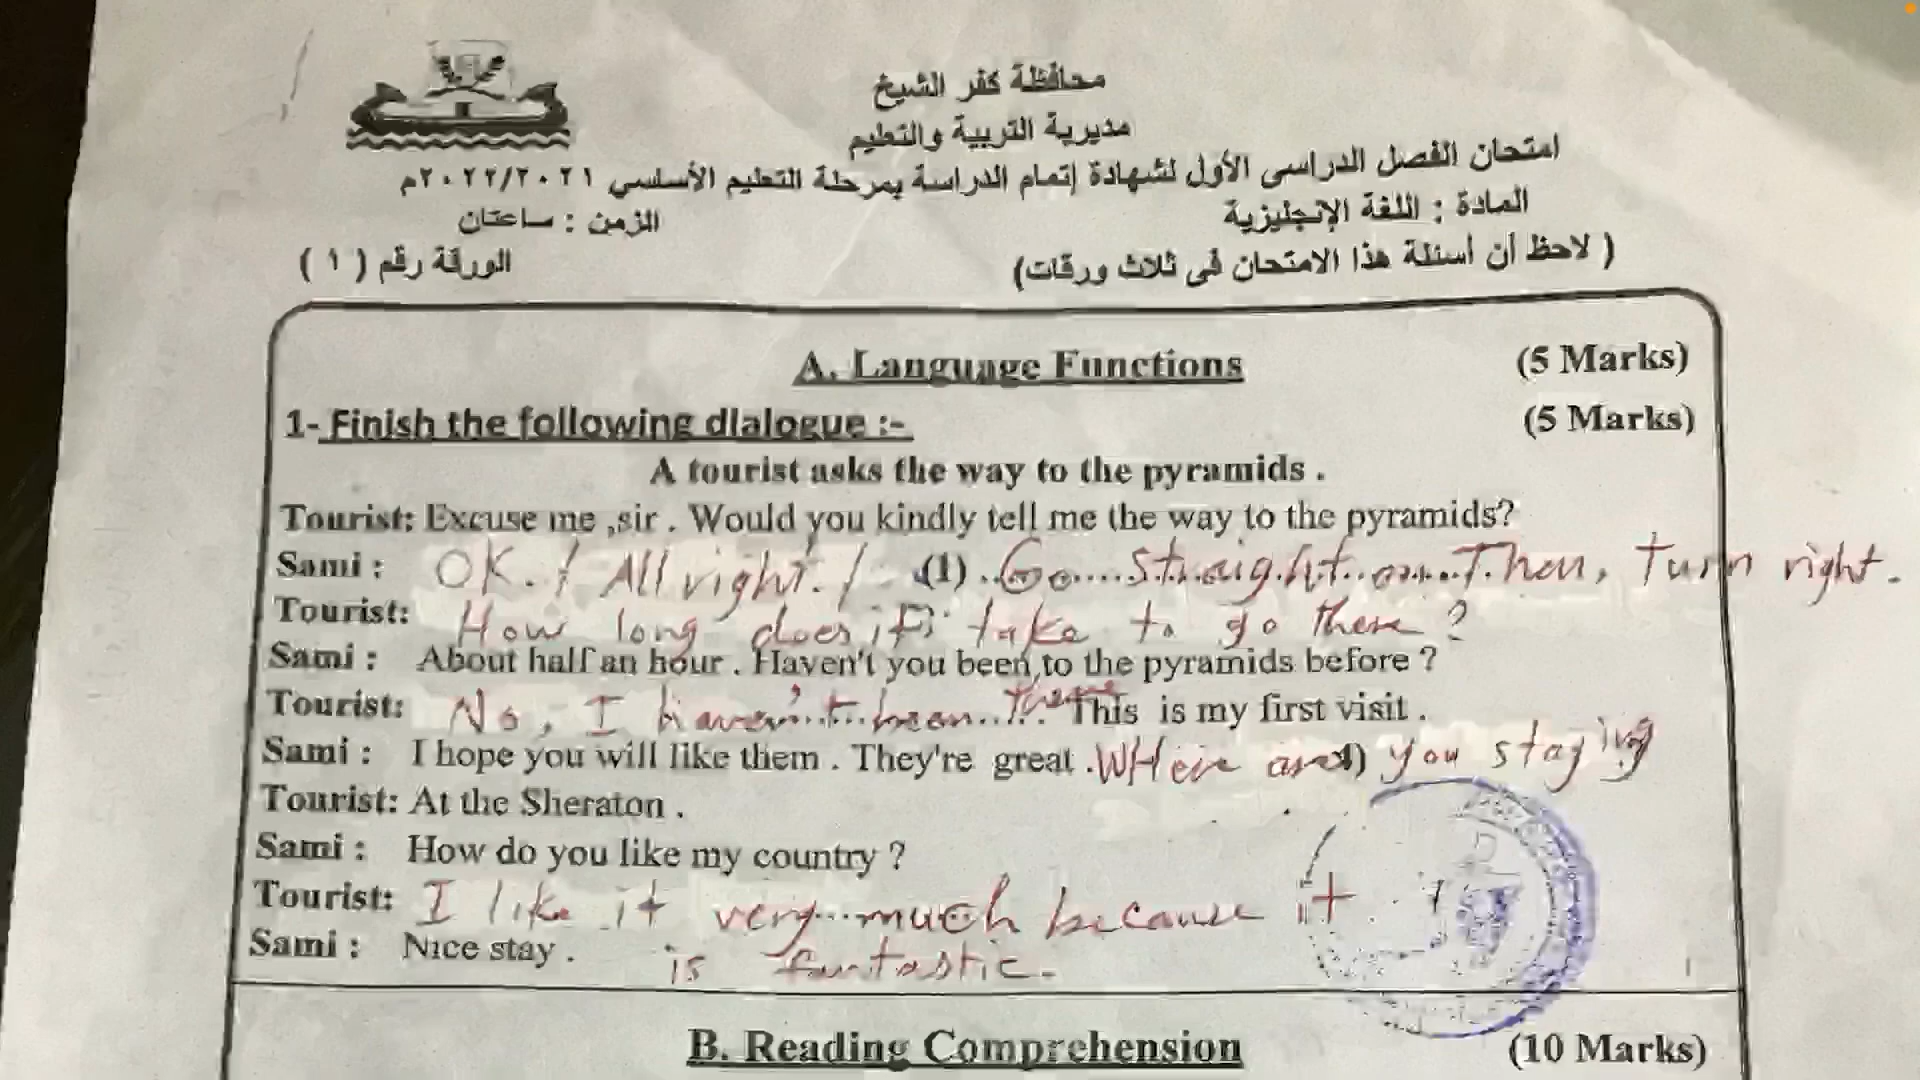 محافظة كفر الشيخ
مديرية التربية والتعليم
امتحان الفصل الدراسى الأول لشهادة إتمام الدراسة بمرحلة التعليم الأساسي ٢٠٢٢/٢٠٢١م
المادة : اللغة الإنجليزية الزمن : ساعتان
( لاحظ أن أسئلة هذا الامتحان فى ثلاث ورقات) الورقة رقم ( ١ )
A. Language Functions (5 Marks)
1- Finish the following dialogue :- (5 Marks)
A tourist asks the way to the pyramids .
Tourist: Excuse me ,sir . Would you kindly tell me the way to the pyramids?
Sami : OK. / All right. / (1) Go straight on. Then, Turn right.
Tourist: How long does it take to go there ?
Sami : About half an hour . Haven't you been to the pyramids before ?
Tourist: No, I haven't been there This is my first visit .
Sami : I hope you will like them . They're great . Where are you staying
Tourist: At the Sheraton .
Sami : How do you like my country ?
Tourist: I like it very much because it
is fantastic.
Sami : Nice stay .
B. Reading Comprehension (10 Marks)